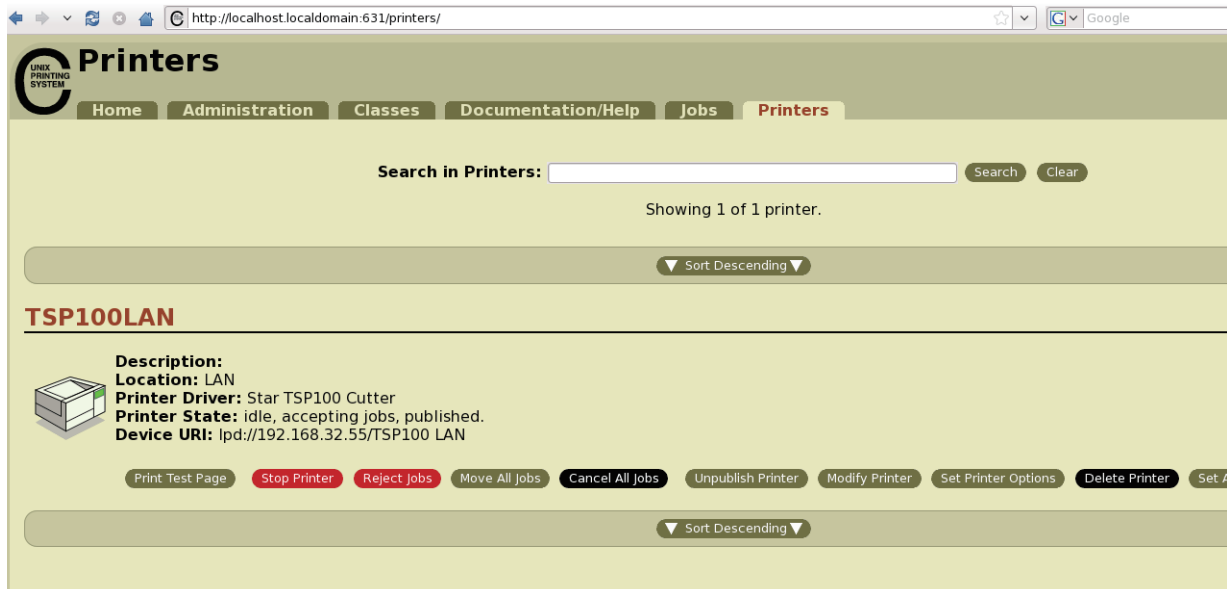 http://localhost.localdomain:631/printers/
Google
UNIX
PRINTING
SYSTEM
Printers
Home Administration Classes Documentation/Help Jobs Printers
Search in Printers: Search Clear
Showing 1 of 1 printer.
Sort Descending
TSP100LAN
Description:
Location: LAN
Printer Driver: Star TSP100 Cutter
Printer State: idle, accepting jobs, published.
Device URI: lpd://192.168.32.55/TSP100 LAN
Print Test Page Stop Printer Reject Jobs Move All Jobs Cancel All Jobs Unpublish Printer Modify Printer Set Printer Options Delete Printer Set
Sort Descending